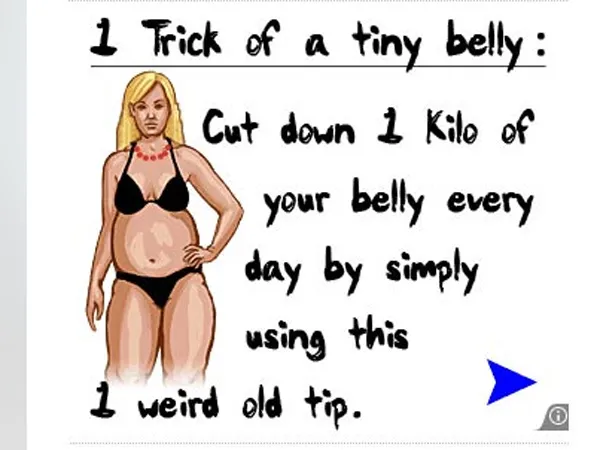 1 Trick of a tiny belly:
Cut down 1 Kilo of
your belly every
day by simply
using this
1 weird old tip.